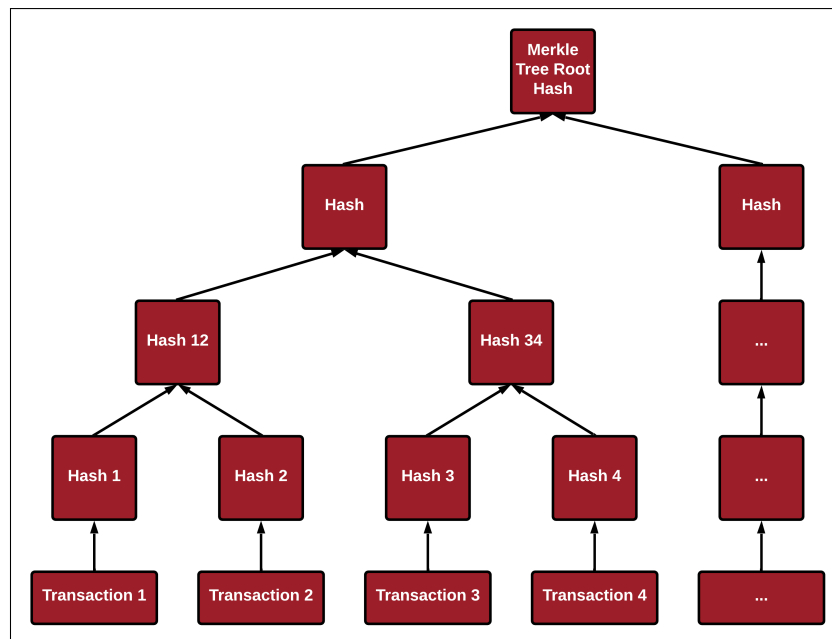 Merkle
Tree Root
Hash
Hash
Hash
Hash 12
Hash 34
...
Hash 1
Hash 2
Hash 3
Hash 4
...
Transaction 1
Transaction 2
Transaction 3
Transaction 4
...